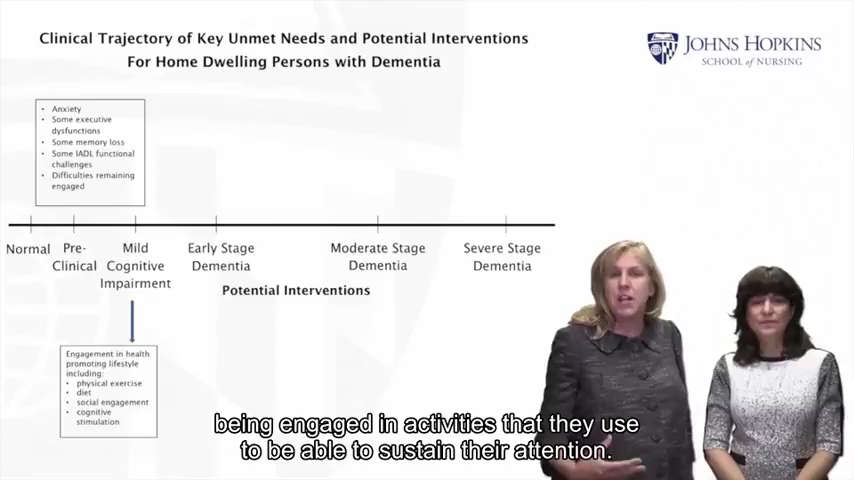 Clinical Trajectory of Key Unmet Needs and Potential Interventions
For Home Dwelling Persons with Dementia
JOHNS HOPKINS
SCHOOL of NURSING
• Anxiety
• Some executive
dysfunctions
• Some memory loss
• Some IADL functional
challenges
• Difficulties remaining
engaged
Normal
Pre-
Clinical
Mild
Cognitive
Impairment
Early Stage
Dementia
Moderate Stage
Dementia
Severe Stage
Dementia
Potential Interventions
Engagement in health
promoting lifestyle
including:
• physical exercise
• diet
• social engagement
• cognitive
stimulation
being engaged in activities that they use
to be able to sustain their attention.